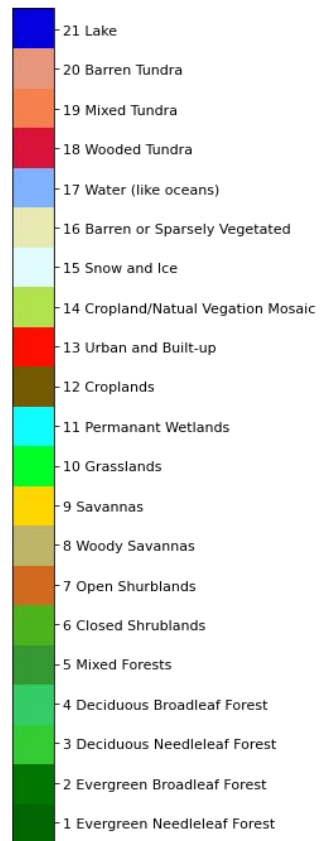 21 Lake
20 Barren Tundra
19 Mixed Tundra
18 Wooded Tundra
17 Water (like oceans)
16 Barren or Sparsely Vegetated
15 Snow and Ice
14 Cropland/Natual Vegation Mosaic
13 Urban and Built-up
12 Croplands
11 Permanant Wetlands
10 Grasslands
9 Savannas
8 Woody Savannas
7 Open Shurblands
6 Closed Shrublands
5 Mixed Forests
4 Deciduous Broadleaf Forest
3 Deciduous Needleleaf Forest
2 Evergreen Broadleaf Forest
1 Evergreen Needleleaf Forest